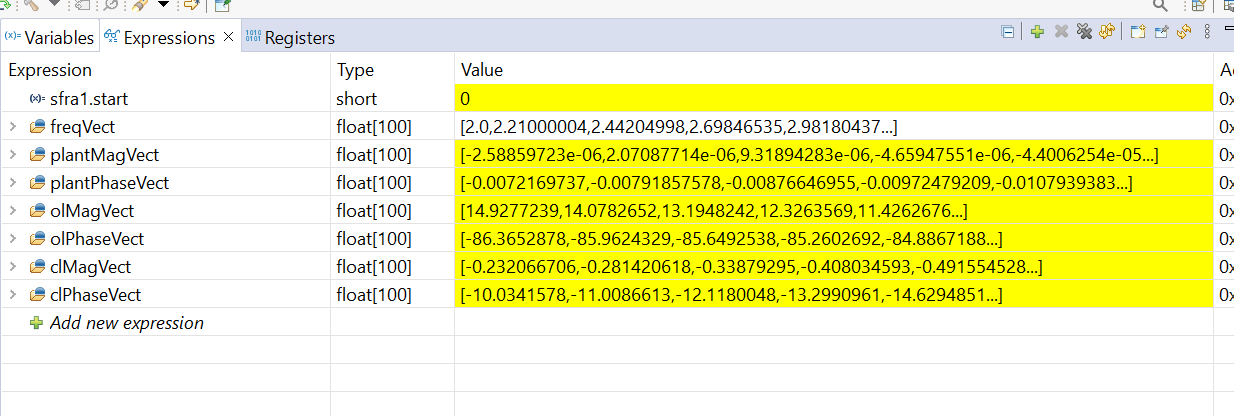 Variables Expressions Registers
Expression Type Value
sfra1.start short 0 0x
freqVect float[100] [2.0,2.21000004,2.44204998,2.69846535,2.98180437...] 0x
plantMagVect float[100] [-2.58859723e-06,2.07087714e-06,9.31894283e-06,-4.65947551e-06,-4.4006254e-05...] 0x
plantPhaseVect float[100] [-0.0072169737,-0.00791857578,-0.00876646955,-0.00972479209,-0.0107939383...] 0x
olMagVect float[100] [14.9277239,14.0782652,13.1948242,12.3263569,11.4262676...] 0x
olPhaseVect float[100] [-86.3652878,-85.9624329,-85.6492538,-85.2602692,-84.8867188...] 0x
clMagVect float[100] [-0.232066706,-0.281420618,-0.33879295,-0.408034593,-0.491554528...] 0x
clPhaseVect float[100] [-10.0341578,-11.0086613,-12.1180048,-13.2990961,-14.6294851...] 0x
Add new expression